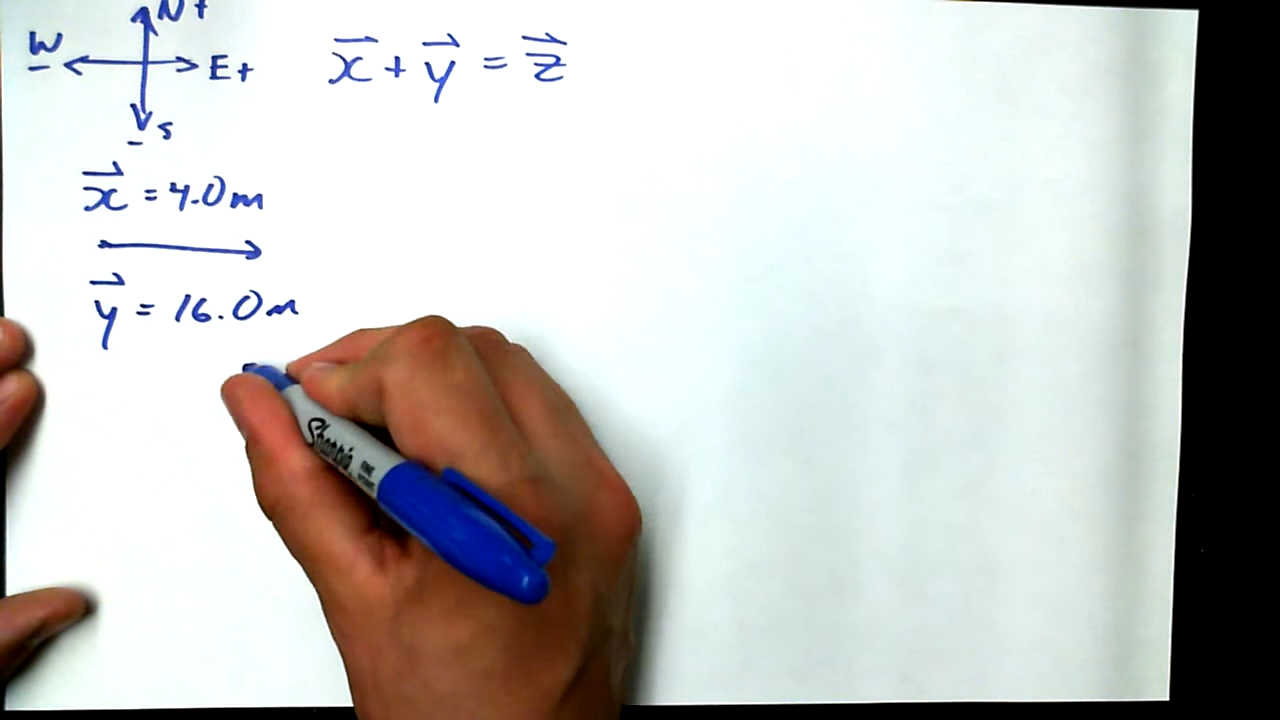 N +
W
-
E +
x⃗ + y⃗ = z⃗
S
-
x⃗ = 4.0m
y⃗ = 16.0m
Sharpie